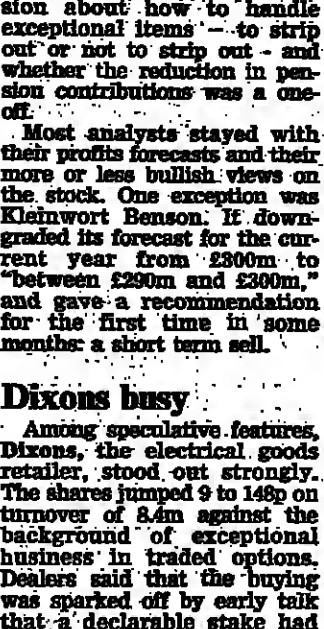 sion about how to handle
exceptional items – to strip
out or not to strip out - and
whether the reduction in pen-
sion contributions was a one-
off.
Most analysts stayed with
their profits forecasts and their
more or less bullish views on
the stock. One exception was
Kleinwort Benson. It down-
graded its forecast for the cur-
rent year from £300m to
"between £290m and £300m,"
and gave a recommendation
for the first time in some
months: a short term sell.
Dixons busy
Among speculative features,
Dixons, the electrical goods
retailer, stood out strongly.
The shares jumped 9 to 148p on
turnover of 8.4m against the
background of exceptional
business in traded options.
Dealers said that the buying
was sparked off by early talk
that a declarable stake had